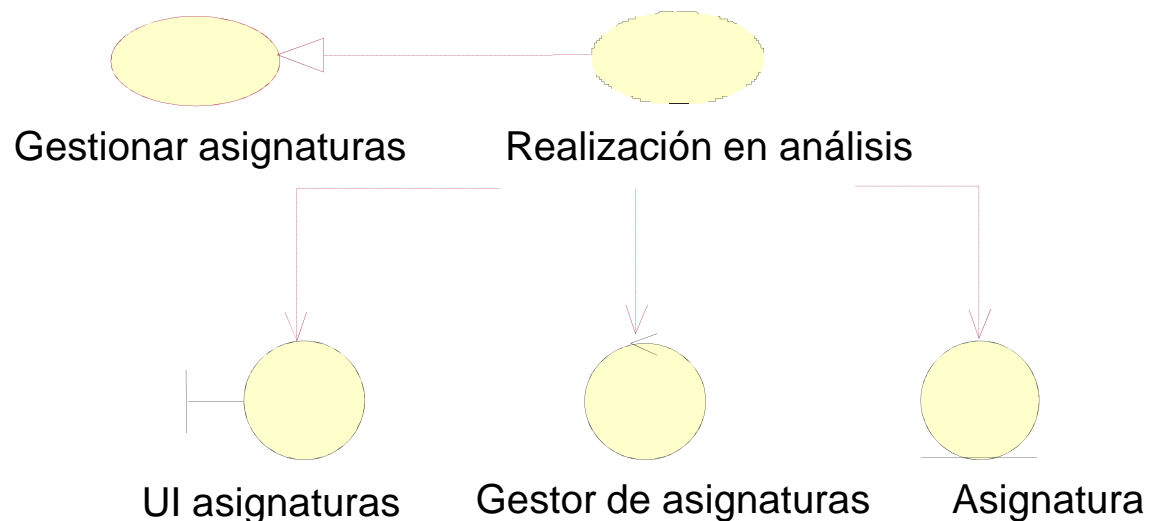 Gestionar asignaturas
Realización en análisis
UI asignaturas
Gestor de asignaturas
Asignatura